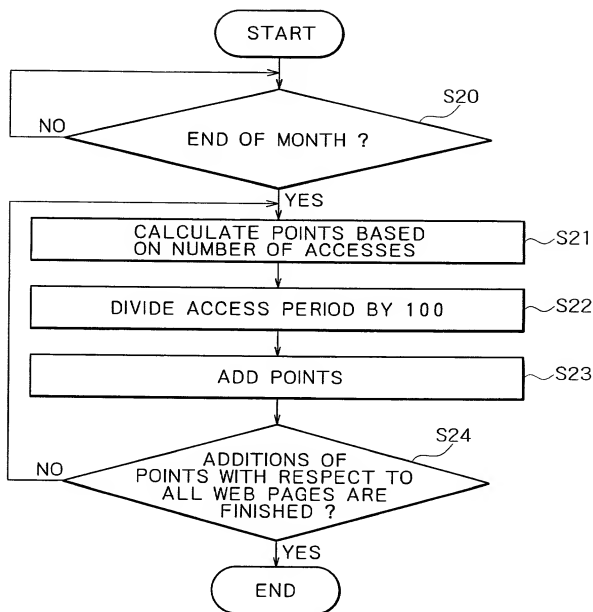 START
S20
NO
END OF MONTH ?
YES
CALCULATE POINTS BASED
ON NUMBER OF ACCESSES
S21
DIVIDE ACCESS PERIOD BY 100
S22
ADD POINTS
S23
S24
NO
ADDITIONS OF
POINTS WITH RESPECT TO
ALL WEB PAGES ARE
FINISHED ?
YES
END